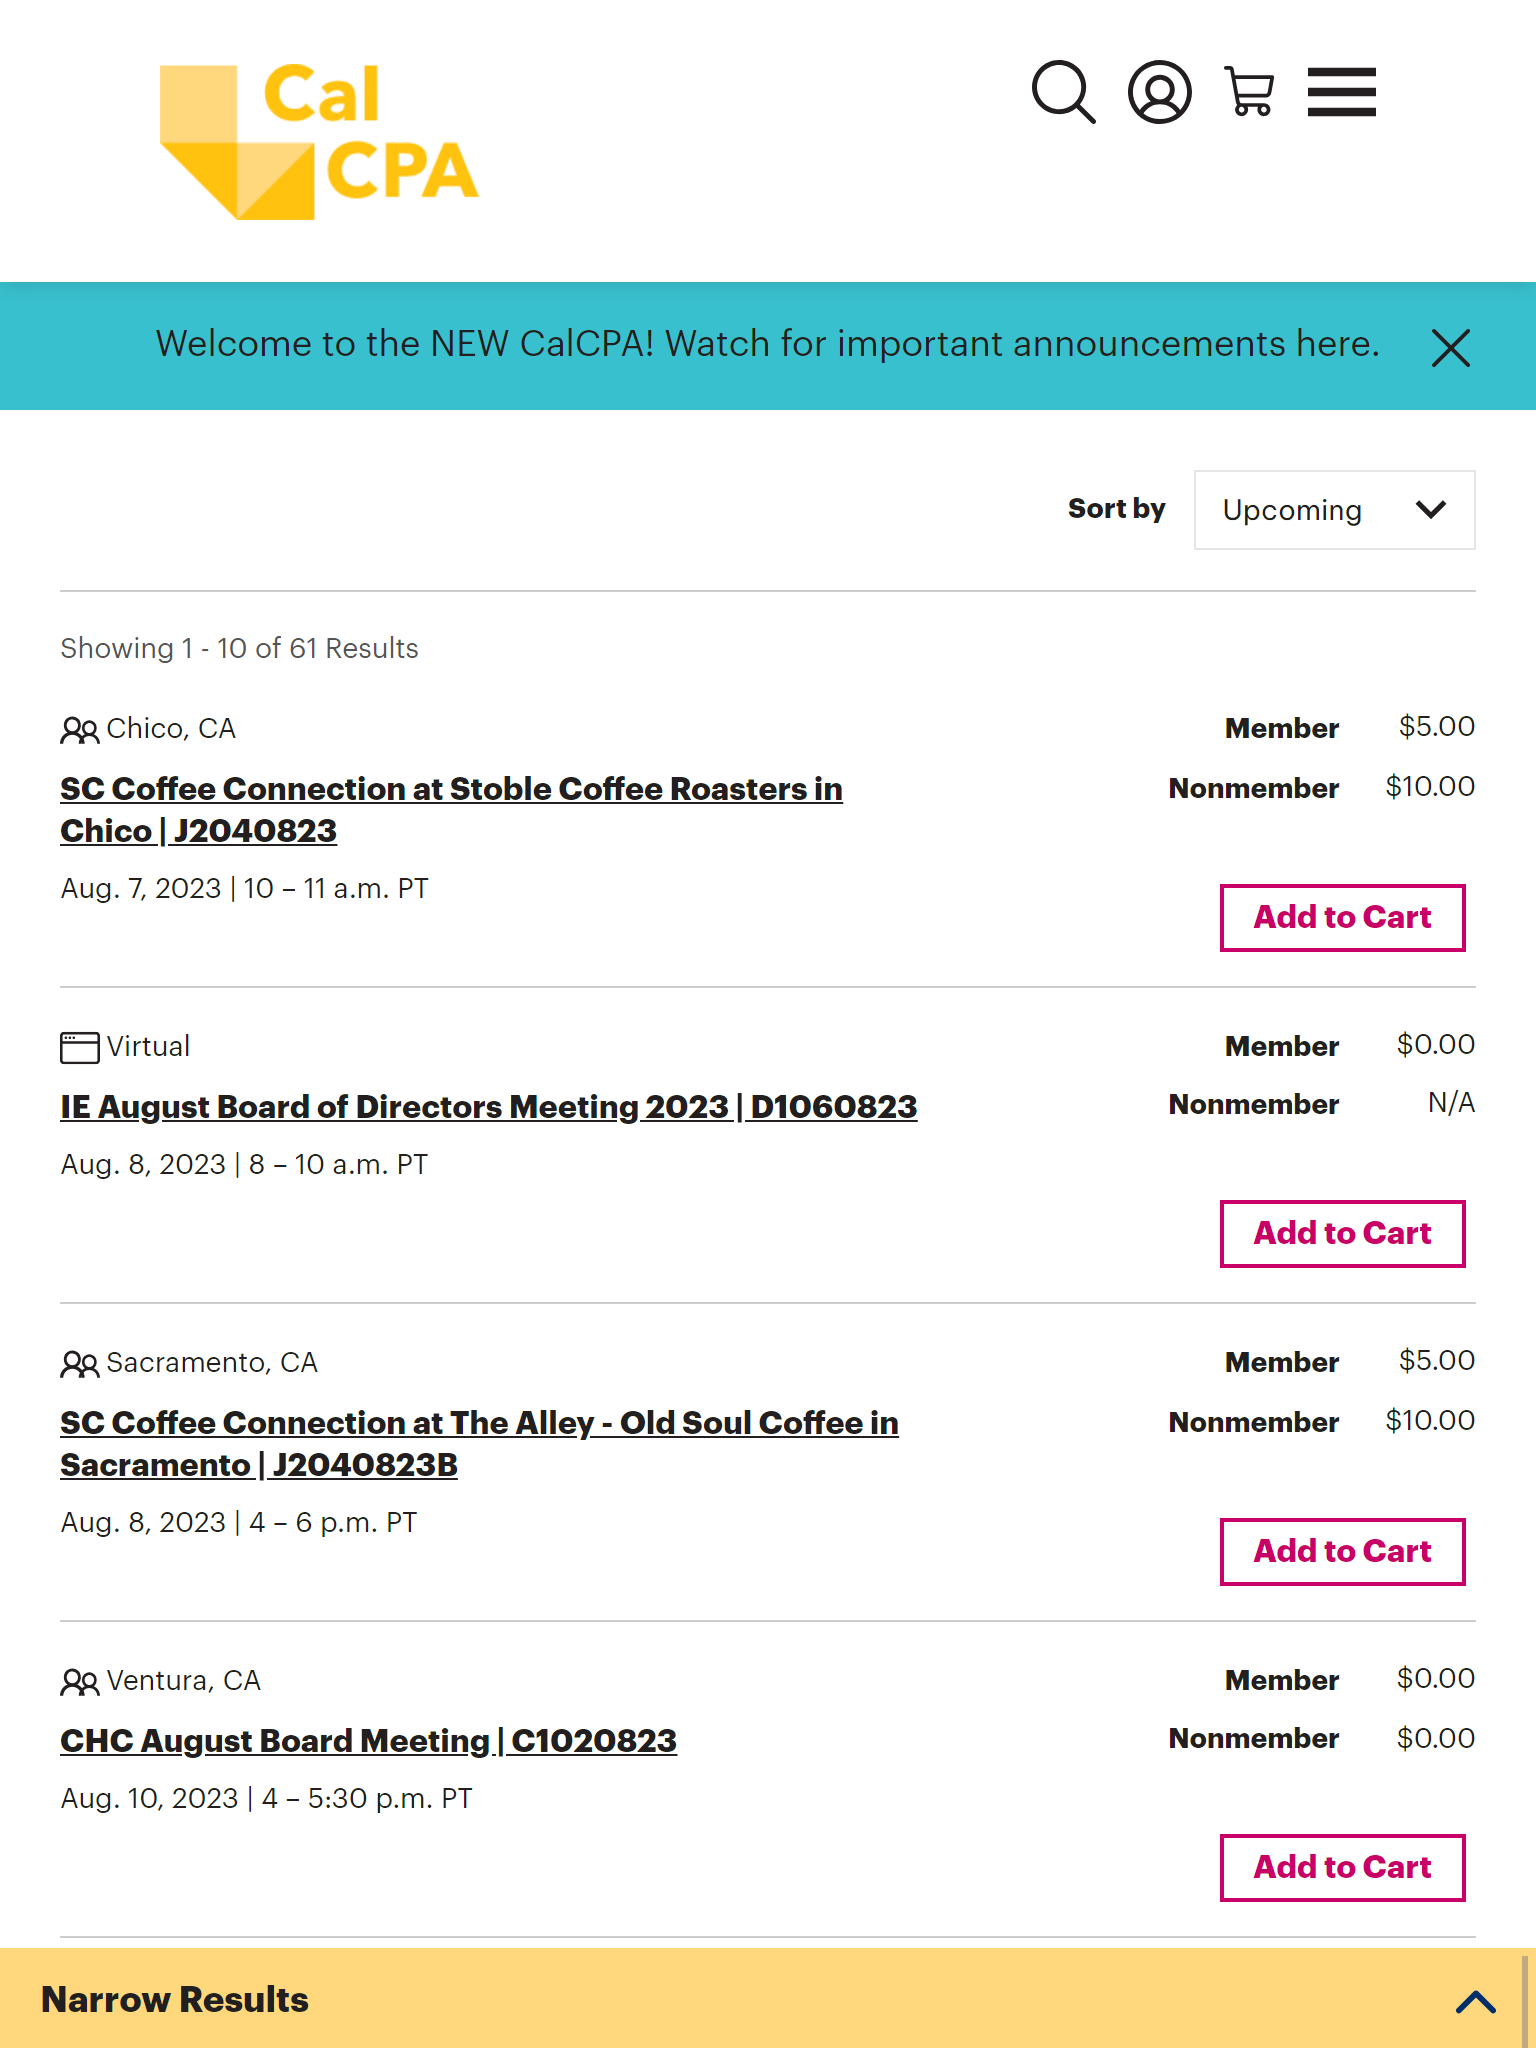 Cal
CPA
Welcome to the NEW CalCPA! Watch for important announcements here.
Sort by Upcoming
Showing 1 - 10 of 61 Results
Chico, CA
Member $5.00
SC Coffee Connection at Stoble Coffee Roasters in
Chico | J2040823
Nonmember $10.00
Aug. 7, 2023 | 10 – 11 a.m. PT
Add to Cart
Virtual
Member $0.00
IE August Board of Directors Meeting 2023 | D1060823
Nonmember N/A
Aug. 8, 2023 | 8 – 10 a.m. PT
Add to Cart
Sacramento, CA
Member $5.00
SC Coffee Connection at The Alley - Old Soul Coffee in
Sacramento | J2040823B
Nonmember $10.00
Aug. 8, 2023 | 4 – 6 p.m. PT
Add to Cart
Ventura, CA
Member $0.00
CHC August Board Meeting | C1020823
Nonmember $0.00
Aug. 10, 2023 | 4 – 5:30 p.m. PT
Add to Cart
Narrow Results